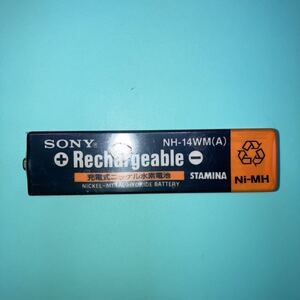 SONY
NH-14WM(A)
+ Rechargeable -
充電式ニッケル水素電池
STAMINA
NICKEL-METAL HYDRIDE BATTERY
Ni-MH